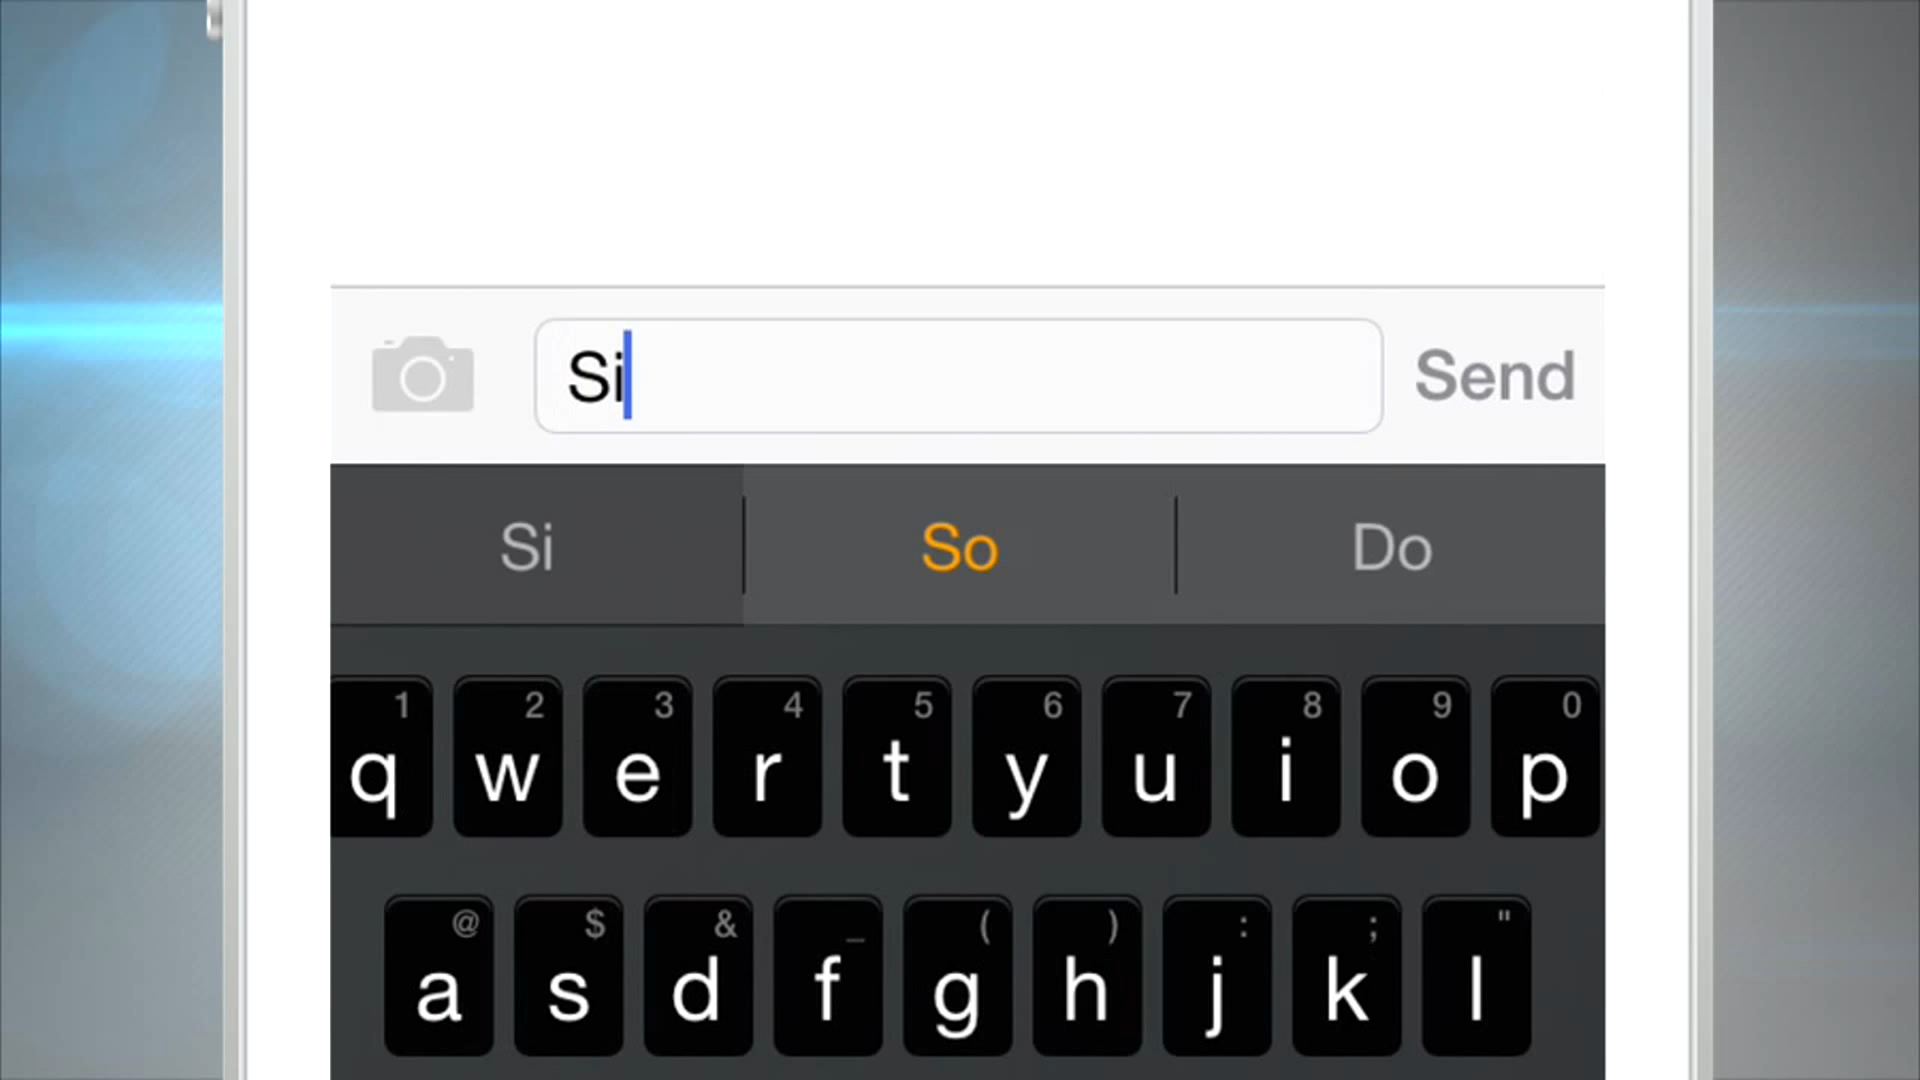 Si Send
Si So Do
1 2 3 4 5 6 7 8 9 0
q w e r t y u i o p
@ $ & _ ( ) : ; "
a s d f g h j k l